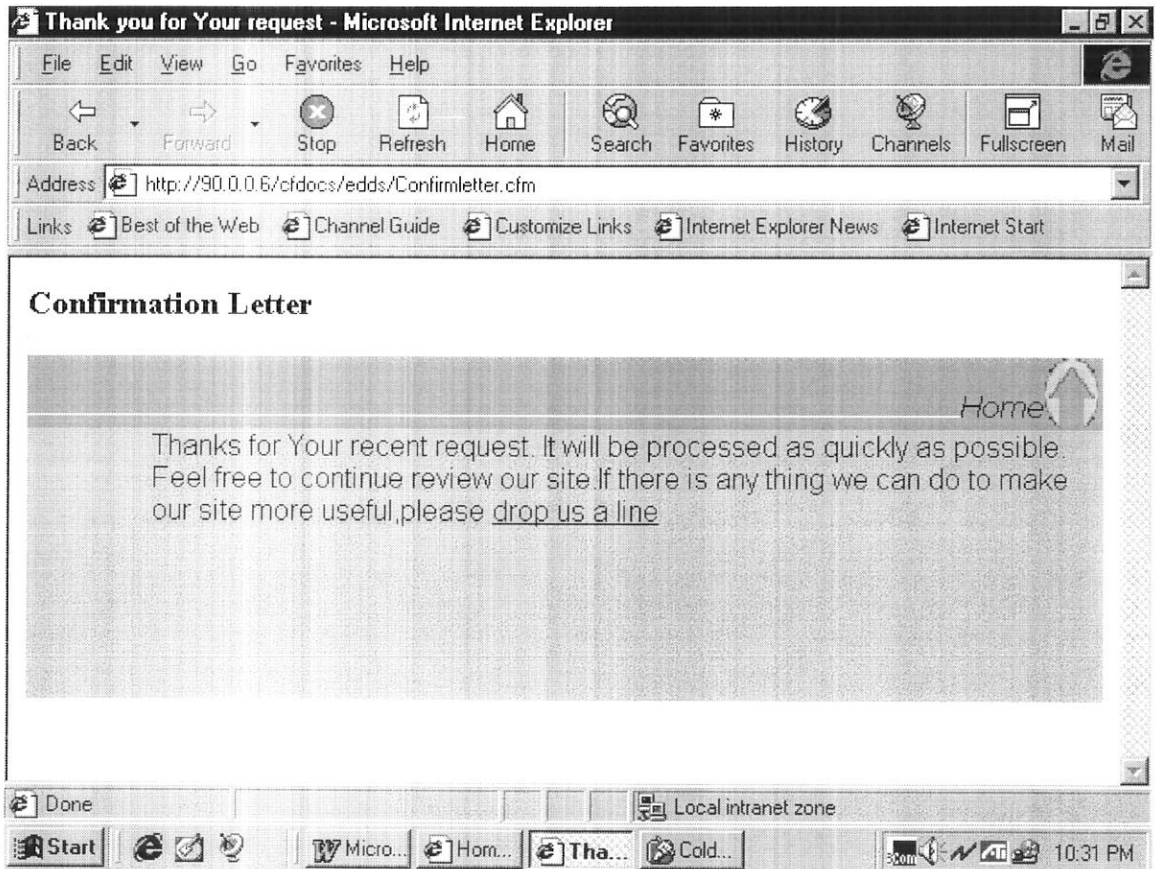 Thank you for Your request - Microsoft Internet Explorer
File Edit View Go Favorites Help
Back Forward Stop Refresh Home Search Favorites History Channels Fullscreen Mail
Address http://90.0.0.6/cfdocs/edds/Confirmletter.cfm
Links Best of the Web Channel Guide Customize Links Internet Explorer News Internet Start
Confirmation Letter
Home
Thanks for Your recent request. It will be processed as quickly as possible.
Feel free to continue review our site.If there is any thing we can do to make
our site more useful,please drop us a line
Done Local intranet zone
Start Micro... Hom... Tha... Cold... 3com 10:31 PM